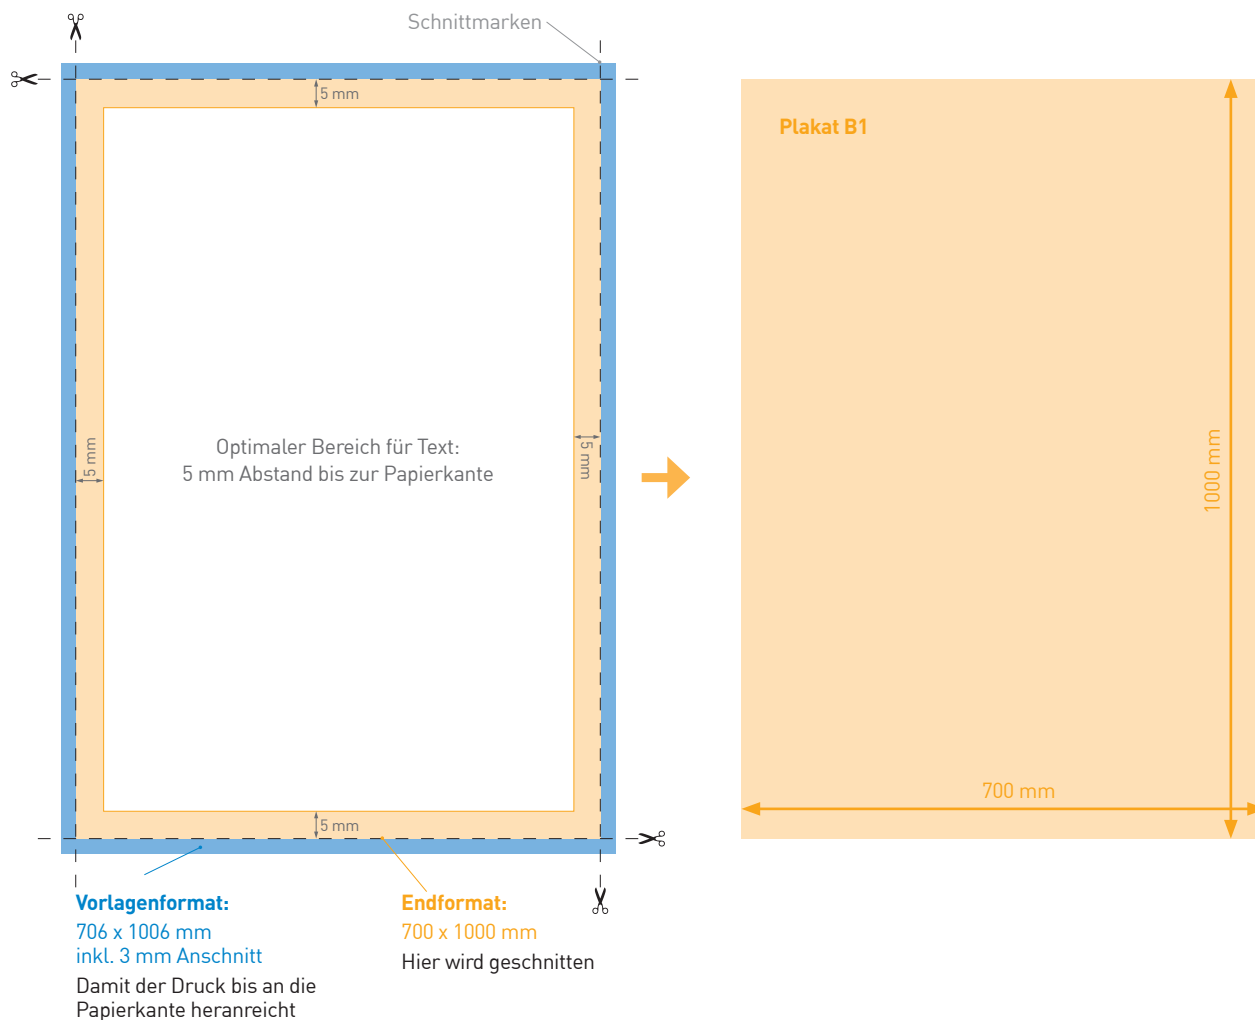 Schnittmarken
5 mm
Plakat B1
5 mm
Optimaler Bereich für Text:
5 mm Abstand bis zur Papierkante
5 mm
1000 mm
700 mm
5 mm
Vorlagenformat:
706 x 1006 mm
inkl. 3 mm Anschnitt
Damit der Druck bis an die
Papierkante heranreicht
Endformat:
700 x 1000 mm
Hier wird geschnitten